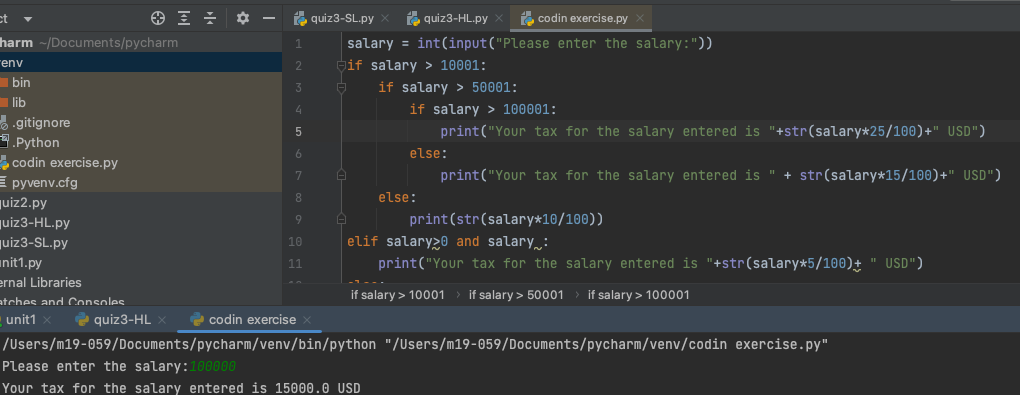 ct
quiz3-SL.py
quiz3-HL.py
codin exercise.py
charm ~/Documents/pycharm
venv
bin
lib
.gitignore
.Python
codin exercise.py
pyvenv.cfg
quiz2.py
quiz3-HL.py
quiz3-SL.py
unit1.py
ernal Libraries
atches and Consoles
1 salary = int(input("Please enter the salary:"))
2 if salary > 10001:
3 if salary > 50001:
4 if salary > 100001:
5 print("Your tax for the salary entered is "+str(salary*25/100)+" USD")
6 else:
7 print("Your tax for the salary entered is " + str(salary*15/100)+" USD")
8 else:
9 print(str(salary*10/100))
10 elif salary>0 and salary :
11 print("Your tax for the salary entered is "+str(salary*5/100)+ " USD")
else:
if salary > 10001 › if salary > 50001 › if salary > 100001
unit1
quiz3-HL
codin exercise
/Users/m19-059/Documents/pycharm/venv/bin/python "/Users/m19-059/Documents/pycharm/venv/codin exercise.py"
Please enter the salary:100000
Your tax for the salary entered is 15000.0 USD